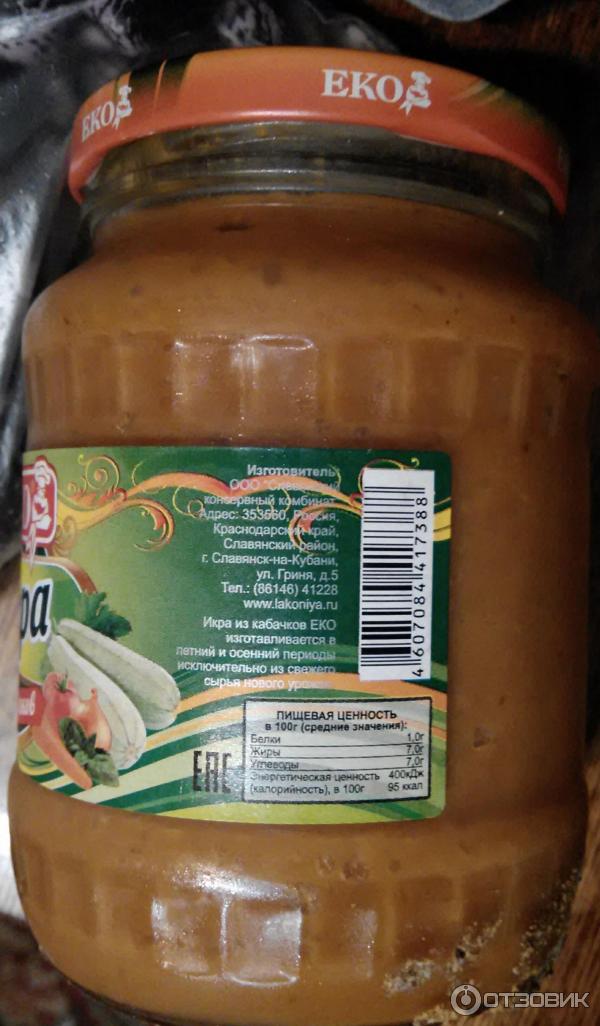 ЕКО
ЕКО
Изготовитель:
ООО "Славянский
консервный комбинат
Адрес: 353560, Россия,
Краснодарский край,
Славянский район,
г. Славянск-на-Кубани,
ул. Гриня, д.5
Тел.: (86146) 41228
www.lakoniya.ru
Икра из кабачков ЕКО
изготавливается в
летний и осенний периоды
исключительно из свежего
сырья нового урожая
4 607084 417388
ПИЩЕВАЯ ЦЕННОСТЬ
в 100г (средние значения):
Белки 1,0г
Жиры 7,0г
Углеводы 7,0г
Энергетическая ценность 400кДж
(калорийность), в 100г 95 ккал
ОТЗОВИК